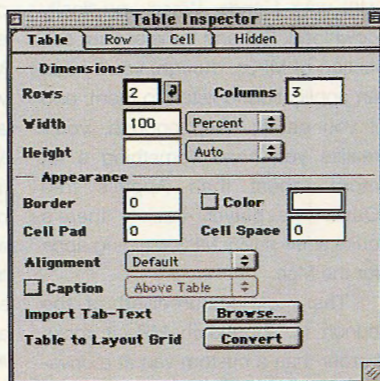 Table Inspector
Table Row Cell Hidden
Dimensions
Rows 2 Columns 3
Width 100 Percent
Height Auto
Appearance
Border 0 Color
Cell Pad 0 Cell Space 0
Alignment Default
Caption Above Table
Import Tab-Text Browse...
Table to Layout Grid Convert